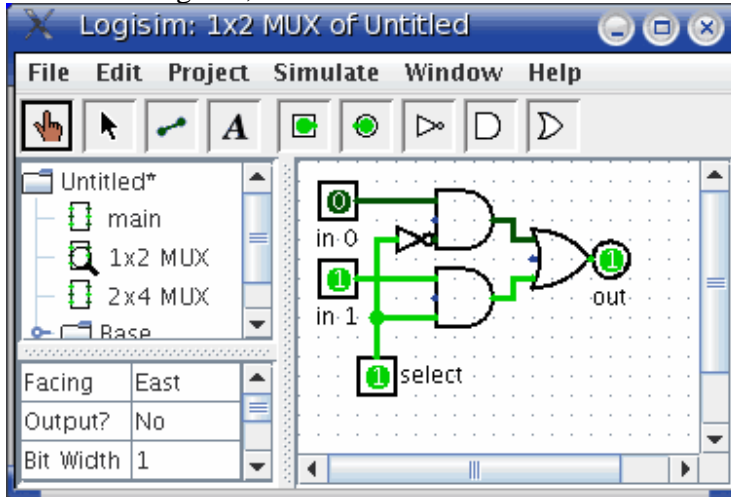 Logisim: 1x2 MUX of Untitled
File Edit Project Simulate Window Help
A
Untitled*
main
1x2 MUX
2x4 MUX
Base
0
in 0
1
in 1
1
out
1
select
Facing East
Output? No
Bit Width 1